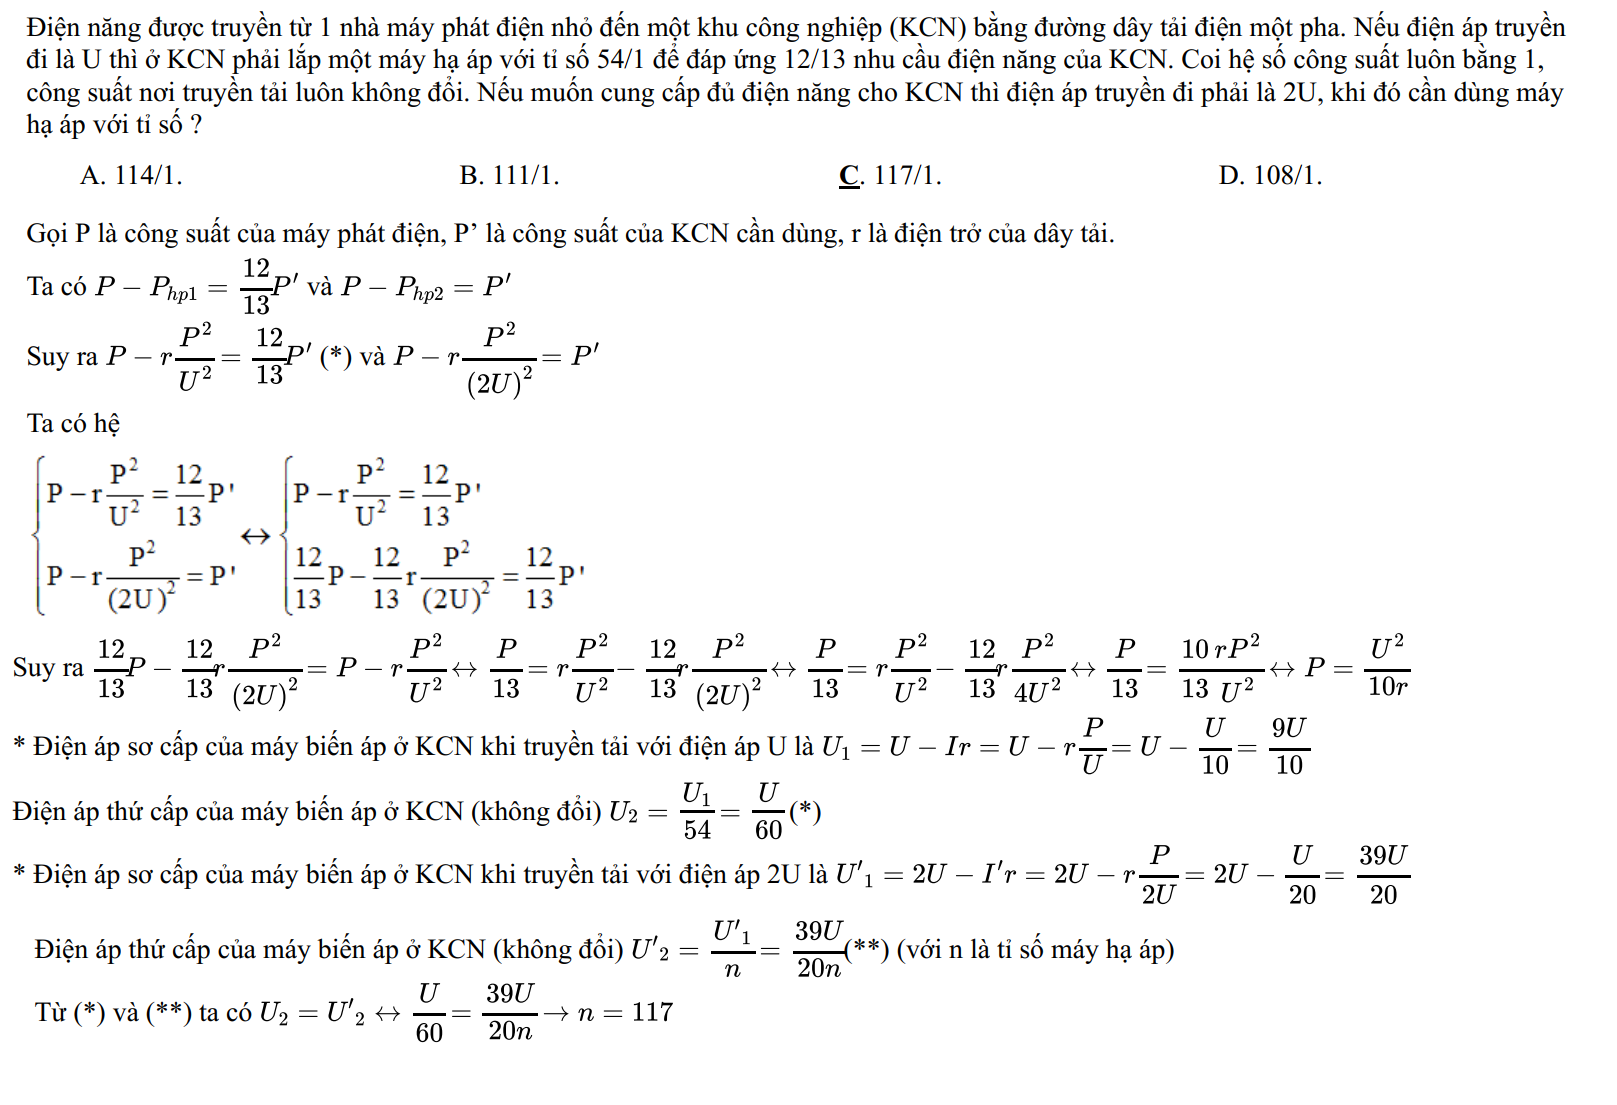 Điện năng được truyền từ 1 nhà máy phát điện nhỏ đến một khu công nghiệp (KCN) bằng đường dây tải điện một pha. Nếu điện áp truyền
đi là U thì ở KCN phải lắp một máy hạ áp với tỉ số 54/1 để đáp ứng 12/13 nhu cầu điện năng của KCN. Coi hệ số công suất luôn bằng 1,
công suất nơi truyền tải luôn không đổi. Nếu muốn cung cấp đủ điện năng cho KCN thì điện áp truyền đi phải là 2U, khi đó cần dùng máy
hạ áp với tỉ số ?
A. 114/1. B. 111/1. C. 117/1. D. 108/1.
Gọi P là công suất của máy phát điện, P’ là công suất của KCN cần dùng, r là điện trở của dây tải.
Ta có $P - P_{hp1} = \frac{12}{13}P'$ và $P - P_{hp2} = P'$
Suy ra $P - r\frac{P^2}{U^2} = \frac{12}{13}P'$ (*) và $P - r\frac{P^2}{(2U)^2} = P'$
Ta có hệ
$\begin{cases} P - r\frac{P^2}{U^2} = \frac{12}{13}P' \\ P - r\frac{P^2}{(2U)^2} = P' \end{cases} \leftrightarrow \begin{cases} P - r\frac{P^2}{U^2} = \frac{12}{13}P' \\ \frac{12}{13}P - \frac{12}{13}r\frac{P^2}{(2U)^2} = \frac{12}{13}P' \end{cases}$
Suy ra $\frac{12}{13}P - \frac{12}{13}r\frac{P^2}{(2U)^2} = P - r\frac{P^2}{U^2} \leftrightarrow \frac{P}{13} = r\frac{P^2}{U^2} - \frac{12}{13}r\frac{P^2}{(2U)^2} \leftrightarrow \frac{P}{13} = r\frac{P^2}{U^2} - \frac{12}{13}r\frac{P^2}{4U^2} \leftrightarrow \frac{P}{13} = \frac{10}{13}\frac{rP^2}{U^2} \leftrightarrow P = \frac{U^2}{10r}$
* Điện áp sơ cấp của máy biến áp ở KCN khi truyền tải với điện áp U là $U_1 = U - Ir = U - r\frac{P}{U} = U - \frac{U}{10} = \frac{9U}{10}$
Điện áp thứ cấp của máy biến áp ở KCN (không đổi) $U_2 = \frac{U_1}{54} = \frac{U}{60}$(*)
* Điện áp sơ cấp của máy biến áp ở KCN khi truyền tải với điện áp 2U là $U'_1 = 2U - I'r = 2U - r\frac{P}{2U} = 2U - \frac{U}{20} = \frac{39U}{20}$
Điện áp thứ cấp của máy biến áp ở KCN (không đổi) $U'_2 = \frac{U'_1}{n} = \frac{39U}{20n}$(**) (với n là tỉ số máy hạ áp)
Từ (*) và (**) ta có $U_2 = U'_2 \leftrightarrow \frac{U}{60} = \frac{39U}{20n} \rightarrow n = 117$